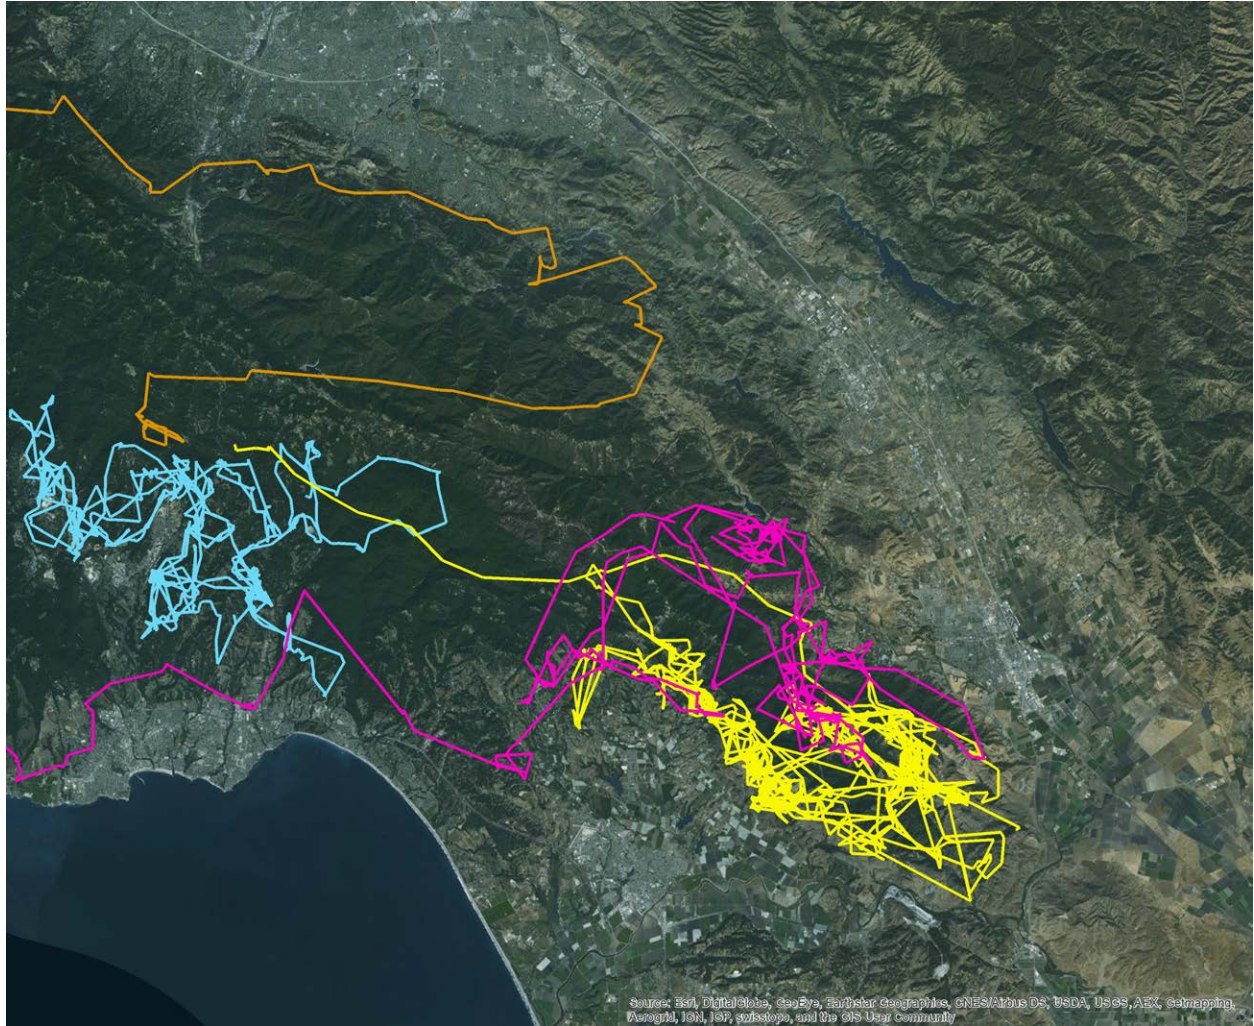 Source: Esri, DigitalGlobe, GeoEye, Earthstar Geographics, CNES/Airbus DS, USDA, USGS, AEX, Getmapping,
Aerogrid, IGN, IGP, swisstopo, and the GIS User Community